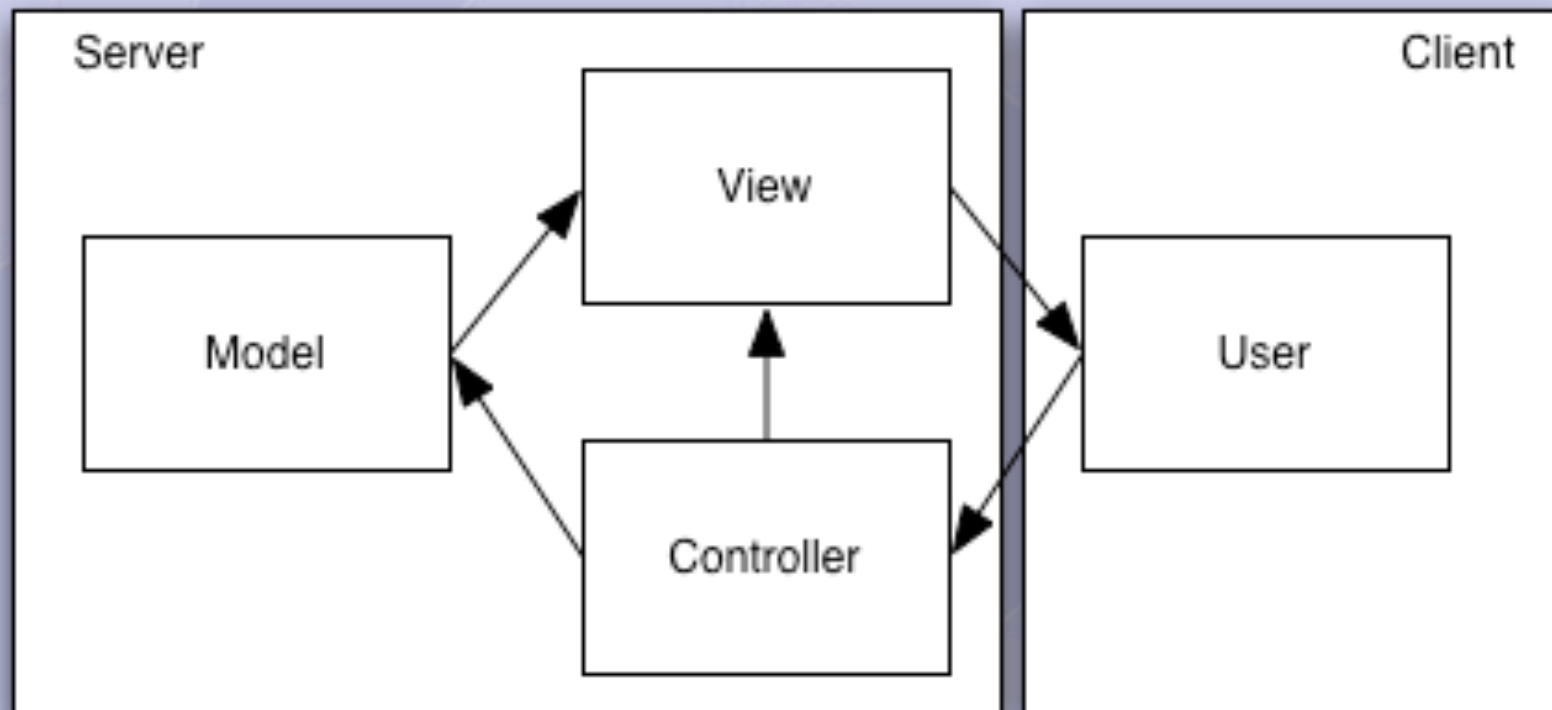 Server
Client
View
Model
User
Controller